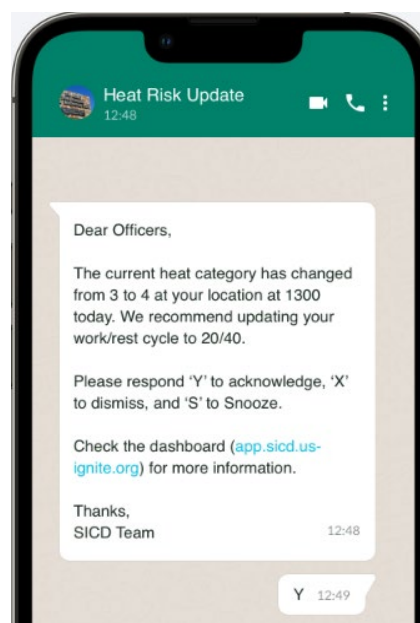 Heat Risk Update
12:48
Dear Officers,
The current heat category has changed
from 3 to 4 at your location at 1300
today. We recommend updating your
work/rest cycle to 20/40.
Please respond ‘Y’ to acknowledge, ‘X’
to dismiss, and ‘S’ to Snooze.
Check the dashboard (app.sicd.us-
ignite.org) for more information.
Thanks,
SICD Team
12:48
Y 12:49